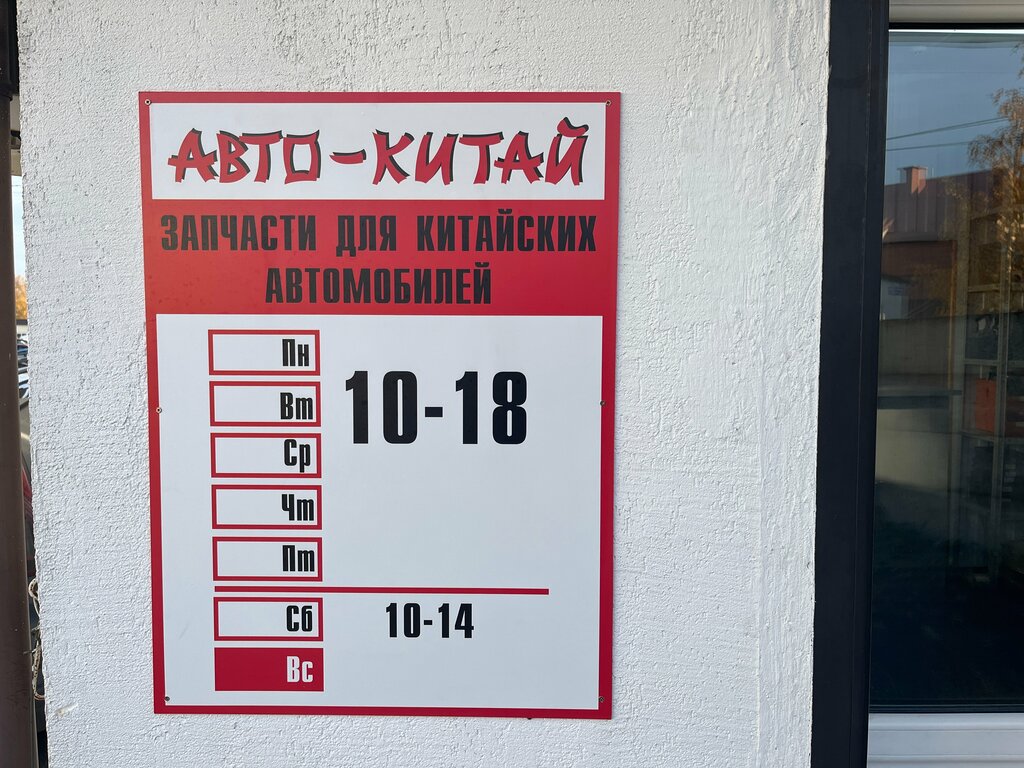 АВТО-КИТАЙ
ЗАПЧАСТИ ДЛЯ КИТАЙСКИХ
АВТОМОБИЛЕЙ
Пн
Вт 10-18
Ср
Чт
Пт
Сб 10-14
Вс